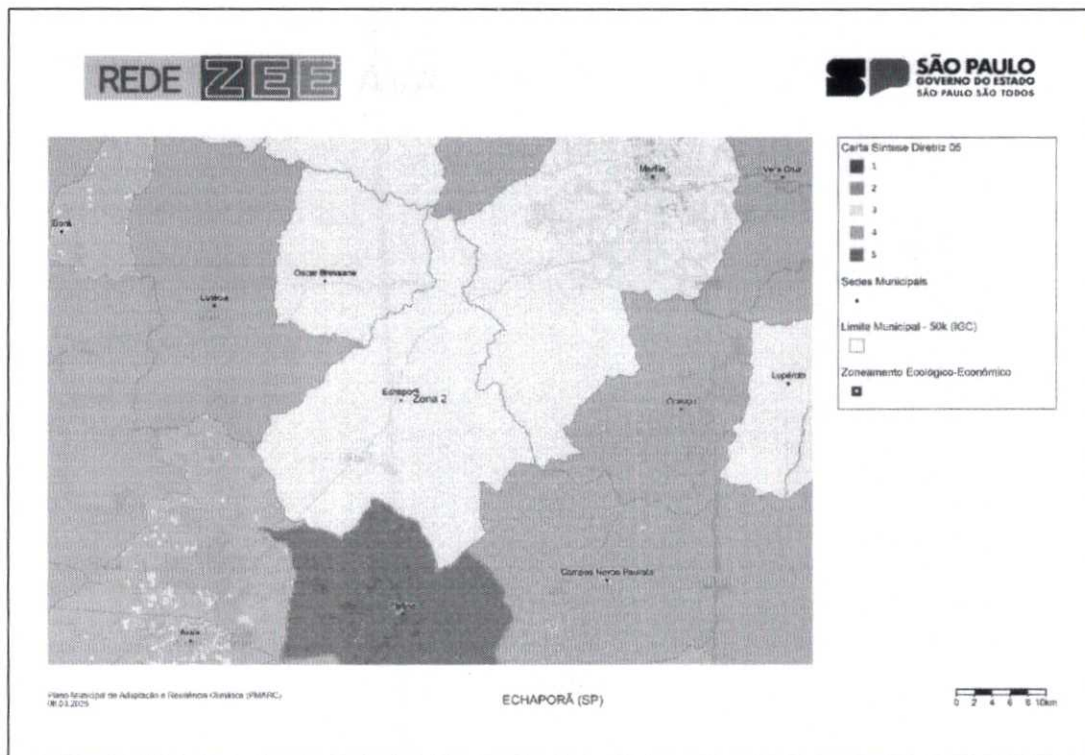 REDE ZEE
SÃO PAULO
GOVERNO DO ESTADO
SÃO PAULO SÃO TODOS
Carta Síntese Diretriz 05
1
2
3
4
5
Sedes Municipais
Limite Municipal - 50k (IGC)
Zoneamento Ecológico-Econômico
Marília
Vera Cruz
Oscar Bressane
Lutécia
Lupércio
Echaporã
Zona 2
Ocauçu
Campos Novos Paulista
Platina
Assis
Plano Municipal de Adaptação e Resiliência Climática (PMARC)
ECHAPORÃ (SP)
0 2 4 6 8 10km